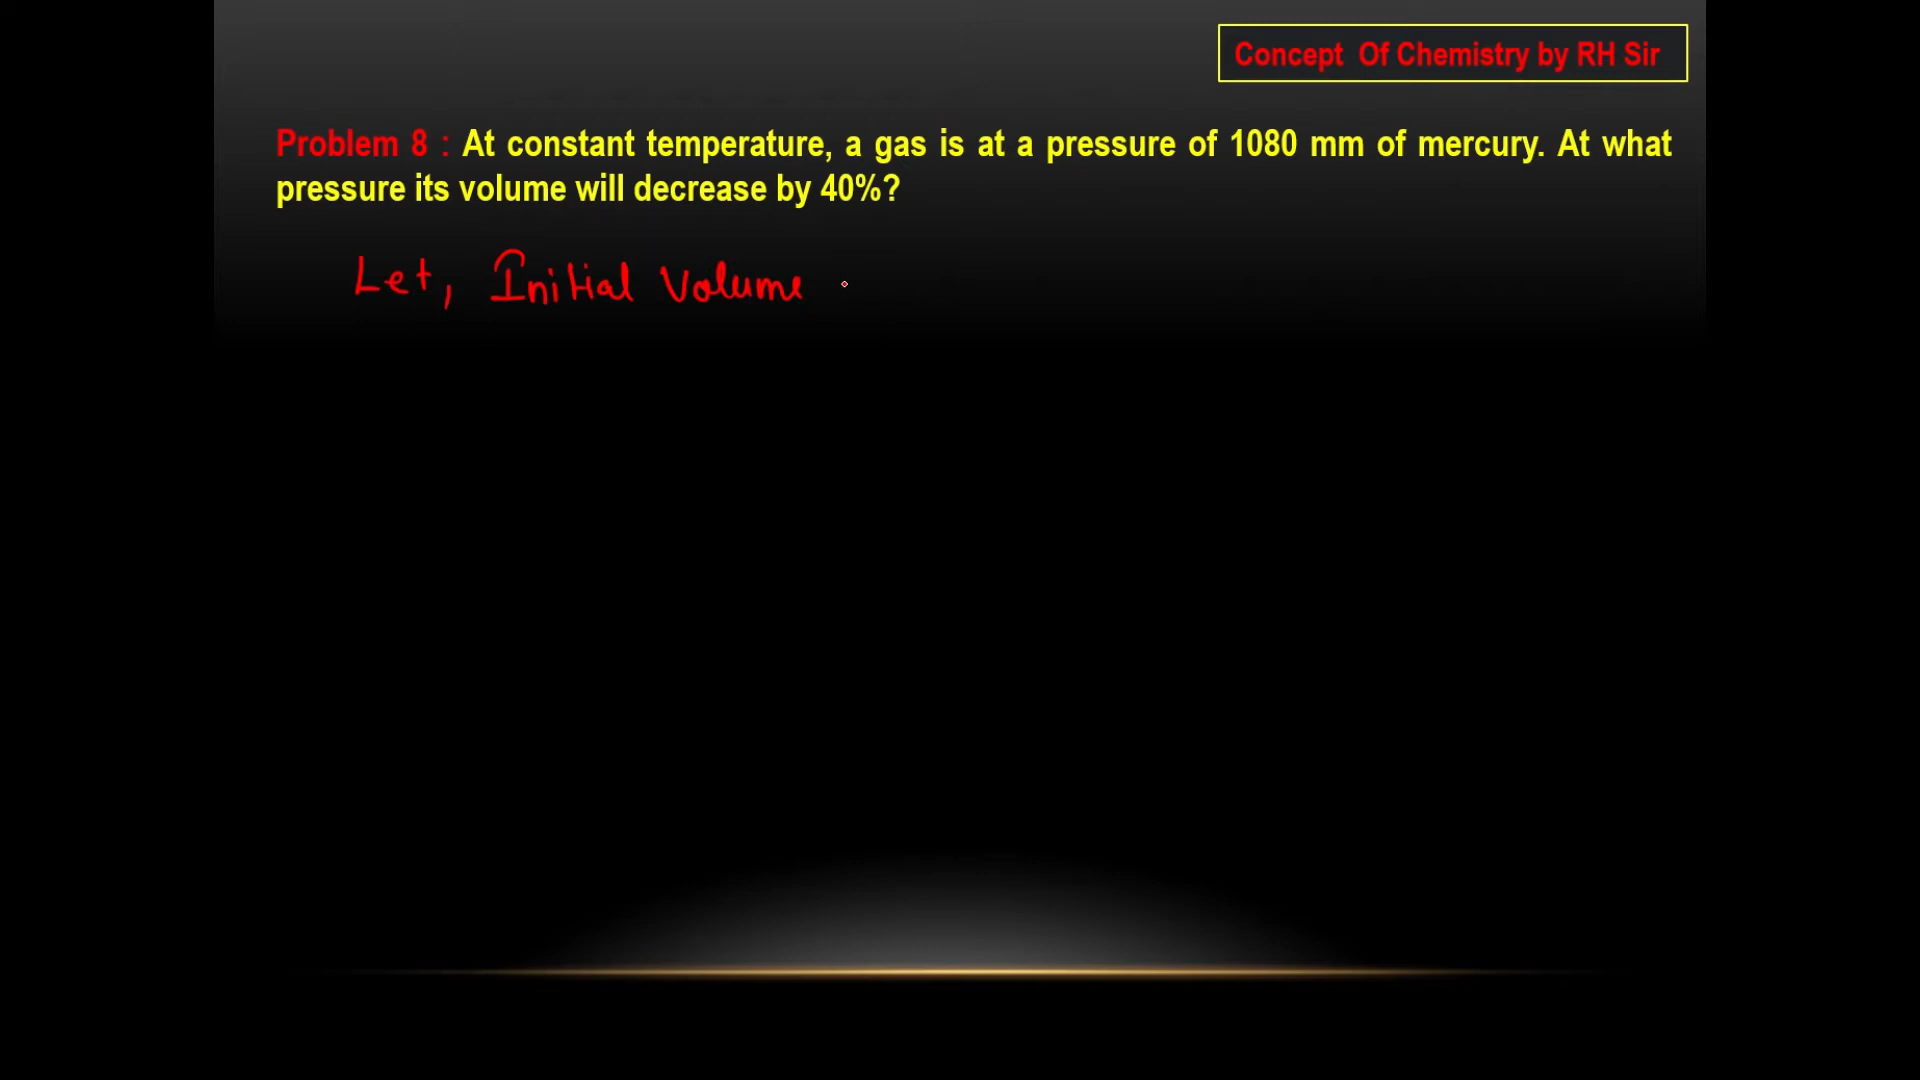 Concept Of Chemistry by RH Sir
Problem 8 : At constant temperature, a gas is at a pressure of 1080 mm of mercury. At what
pressure its volume will decrease by 40%?
Let, Initial Volume